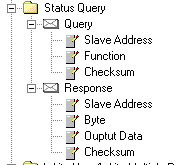 Status Query
Query
Slave Address
Function
Checksum
Response
Slave Address
Byte
Ouptut Data
Checksum